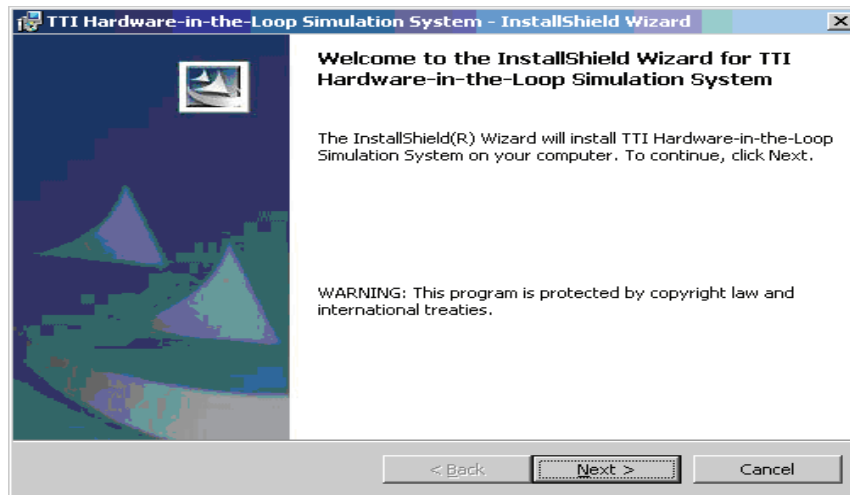 TTI Hardware-in-the-Loop Simulation System - InstallShield Wizard
Welcome to the InstallShield Wizard for TTI
Hardware-in-the-Loop Simulation System
The InstallShield(R) Wizard will install TTI Hardware-in-the-Loop
Simulation System on your computer. To continue, click Next.
WARNING: This program is protected by copyright law and
international treaties.
< Back
Next >
Cancel